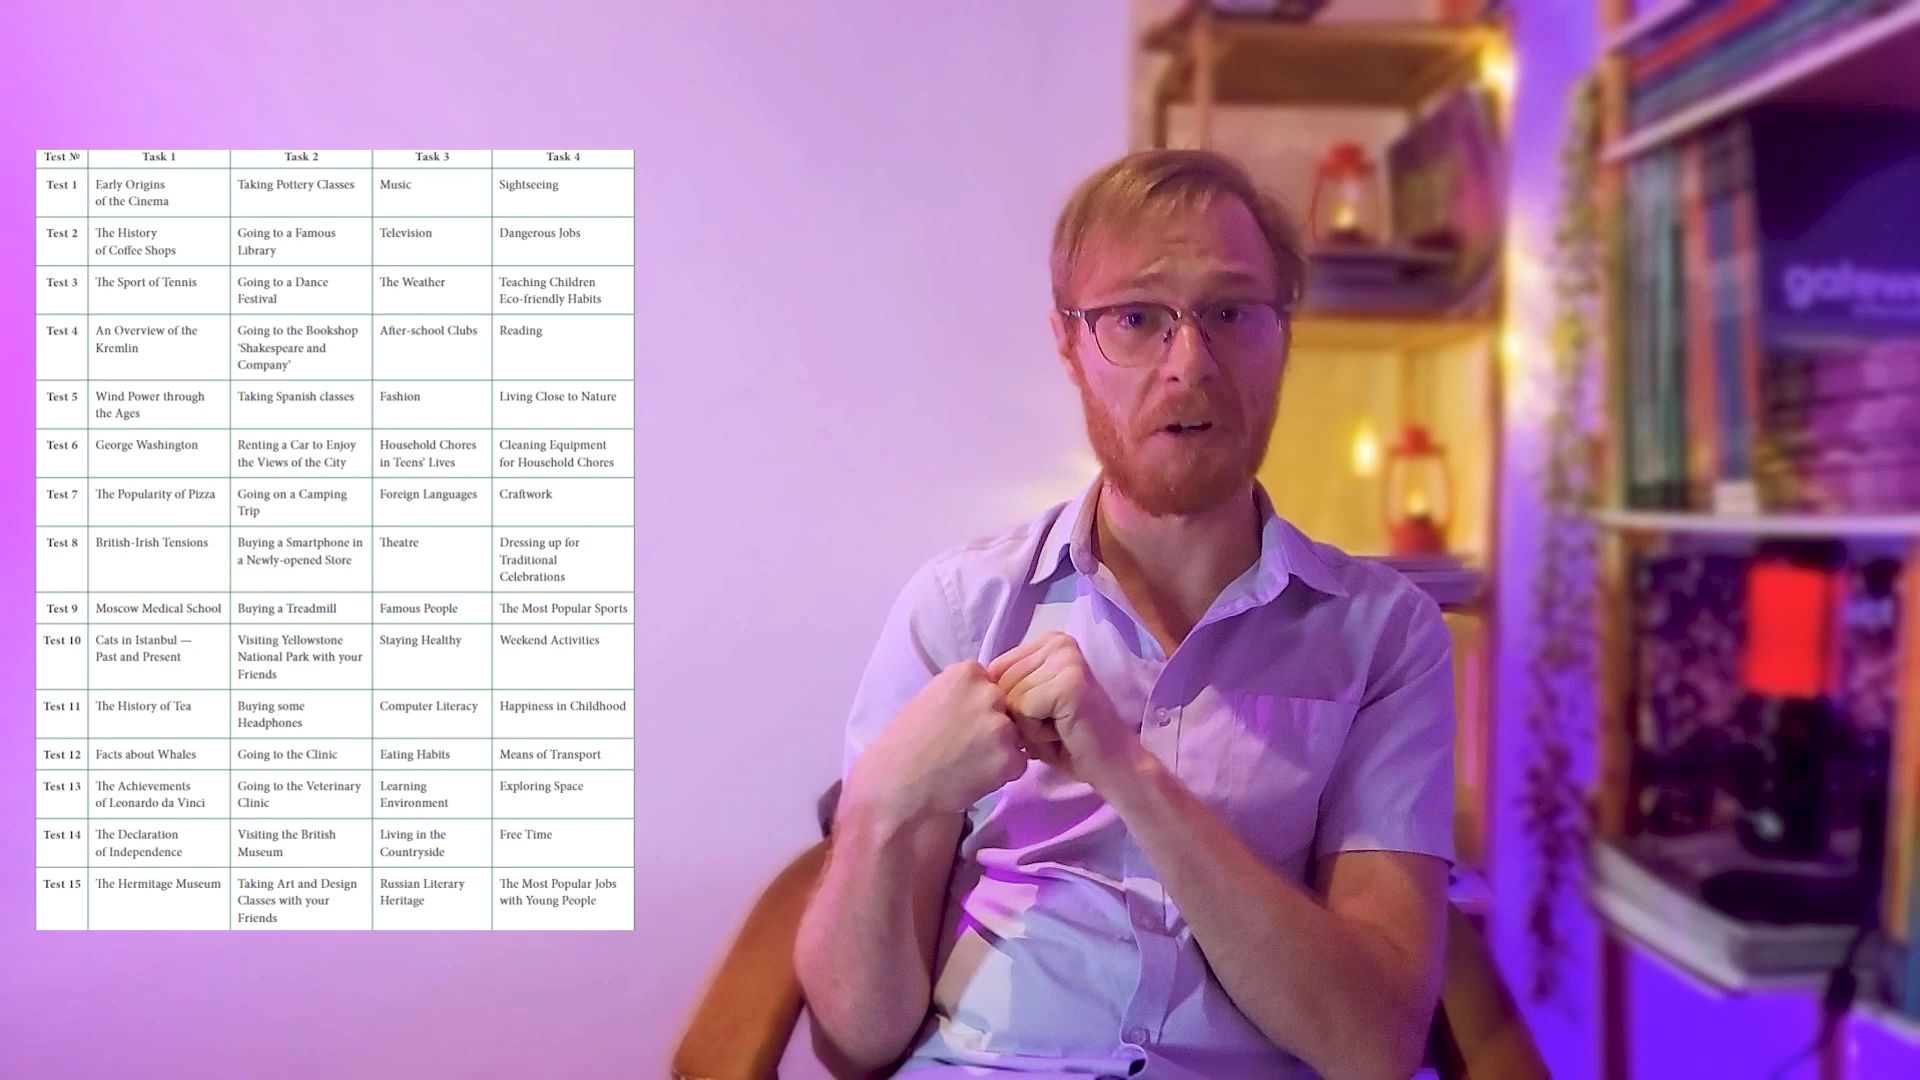 Test № Task 1 Task 2 Task 3 Task 4
Test 1 Early Origins of the Cinema Taking Pottery Classes Music Sightseeing
Test 2 The History of Coffee Shops Going to a Famous Library Television Dangerous Jobs
Test 3 The Sport of Tennis Going to a Dance Festival The Weather Teaching Children Eco-friendly Habits
Test 4 An Overview of the Kremlin Going to the Bookshop ‘Shakespeare and Company’ After-school Clubs Reading
Test 5 Wind Power through the Ages Taking Spanish classes Fashion Living Close to Nature
Test 6 George Washington Renting a Car to Enjoy the Views of the City Household Chores in Teens’ Lives Cleaning Equipment for Household Chores
Test 7 The Popularity of Pizza Going on a Camping Trip Foreign Languages Craftwork
Test 8 British-Irish Tensions Buying a Smartphone in a Newly-opened Store Theatre Dressing up for Traditional Celebrations
Test 9 Moscow Medical School Buying a Treadmill Famous People The Most Popular Sports
Test 10 Cats in Istanbul — Past and Present Visiting Yellowstone National Park with your Friends Staying Healthy Weekend Activities
Test 11 The History of Tea Buying some Headphones Computer Literacy Happiness in Childhood
Test 12 Facts about Whales Going to the Clinic Eating Habits Means of Transport
Test 13 The Achievements of Leonardo da Vinci Going to the Veterinary Clinic Learning Environment Exploring Space
Test 14 The Declaration of Independence Visiting the British Museum Living in the Countryside Free Time
Test 15 The Hermitage Museum Taking Art and Design Classes with your Friends Russian Literary Heritage The Most Popular Jobs with Young People